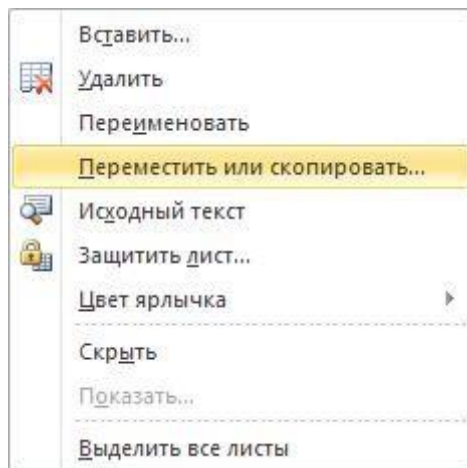 Вставить...
Удалить
Переименовать
Переместить или скопировать...
Исходный текст
Защитить лист...
Цвет ярлычка
Скрыть
Показать...
Выделить все листы